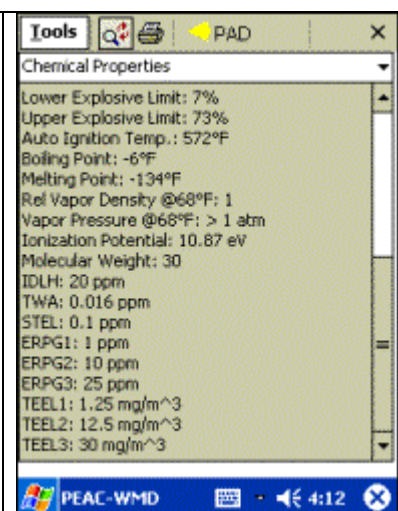 Tools PAD
Chemical Properties
Lower Explosive Limit: 7%
Upper Explosive Limit: 73%
Auto Ignition Temp.: 572°F
Boiling Point: -6°F
Melting Point: -134°F
Rel Vapor Density @68°F: 1
Vapor Pressure @68°F: > 1 atm
Ionization Potential: 10.87 eV
Molecular Weight: 30
IDLH: 20 ppm
TWA: 0.016 ppm
STEL: 0.1 ppm
ERPG1: 1 ppm
ERPG2: 10 ppm
ERPG3: 25 ppm
TEEL1: 1.25 mg/m^3
TEEL2: 12.5 mg/m^3
TEEL3: 30 mg/m^3
PEAC-WMD 4:12